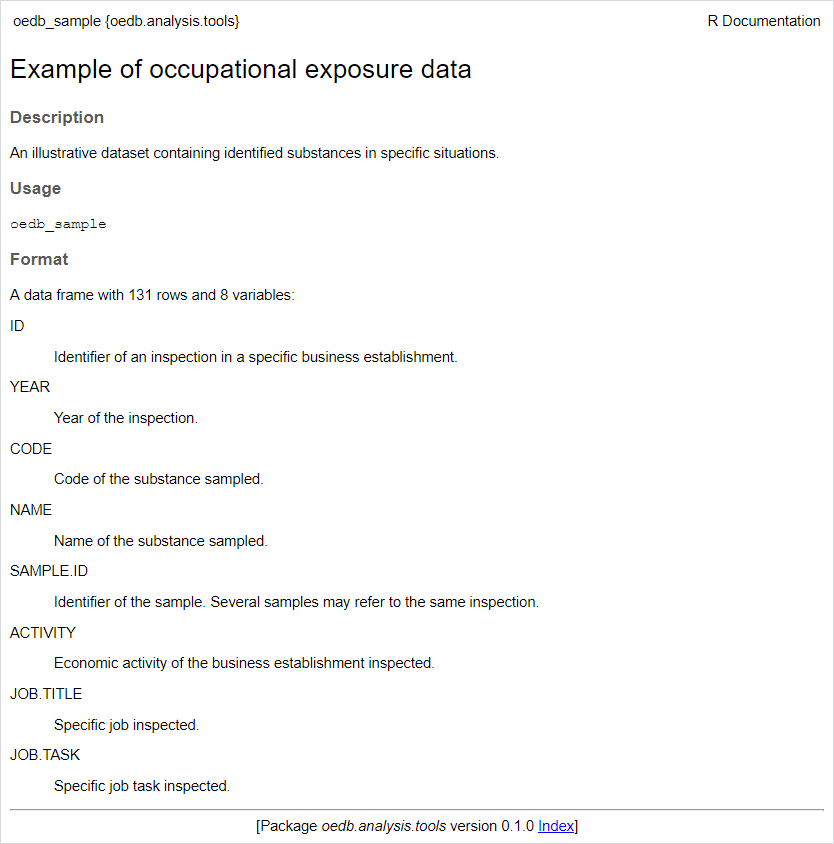 oedb_sample {oedb.analysis.tools} R Documentation
Example of occupational exposure data
Description
An illustrative dataset containing identified substances in specific situations.
Usage
oedb_sample
Format
A data frame with 131 rows and 8 variables:
ID
Identifier of an inspection in a specific business establishment.
YEAR
Year of the inspection.
CODE
Code of the substance sampled.
NAME
Name of the substance sampled.
SAMPLE.ID
Identifier of the sample. Several samples may refer to the same inspection.
ACTIVITY
Economic activity of the business establishment inspected.
JOB.TITLE
Specific job inspected.
JOB.TASK
Specific job task inspected.
[Package oedb.analysis.tools version 0.1.0 Index]